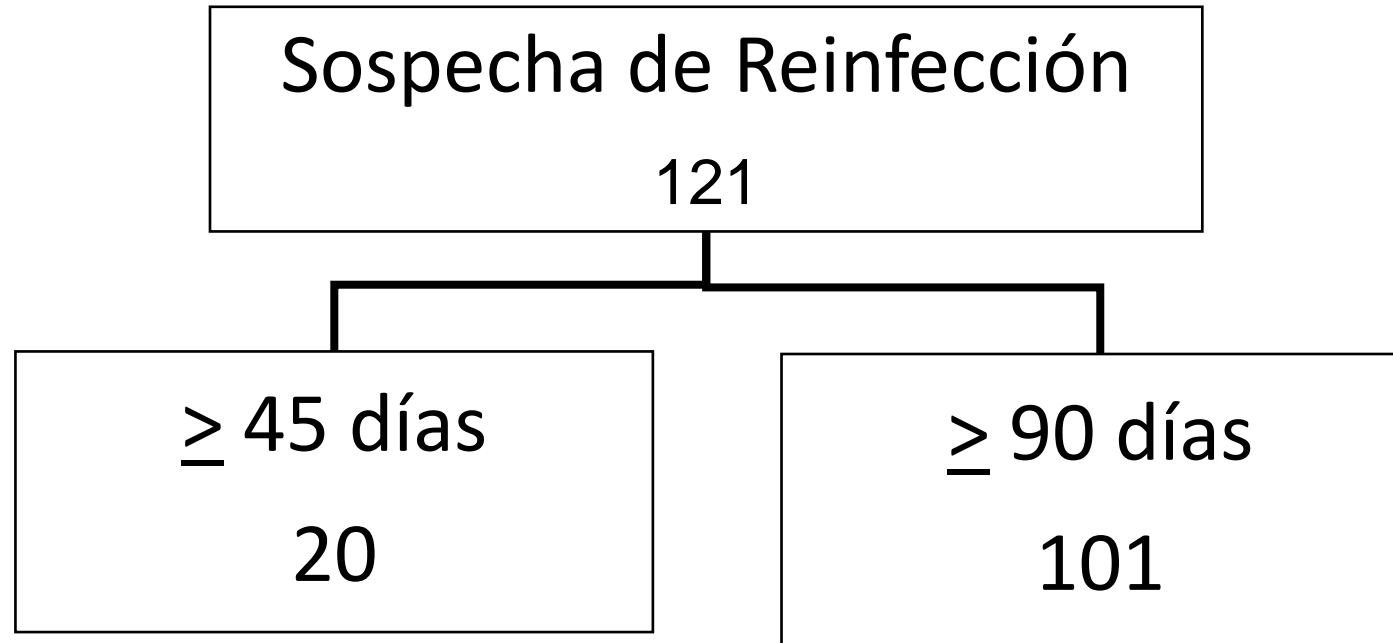 Sospecha de Reinfección
121
≥ 45 días
20
≥ 90 días
101